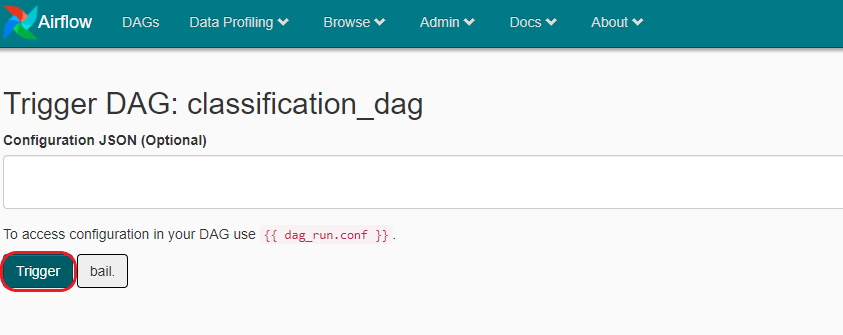 Airflow DAGs Data Profiling Browse Admin Docs About
Trigger DAG: classification_dag
Configuration JSON (Optional)
To access configuration in your DAG use {{ dag_run.conf }}.
Trigger bail.